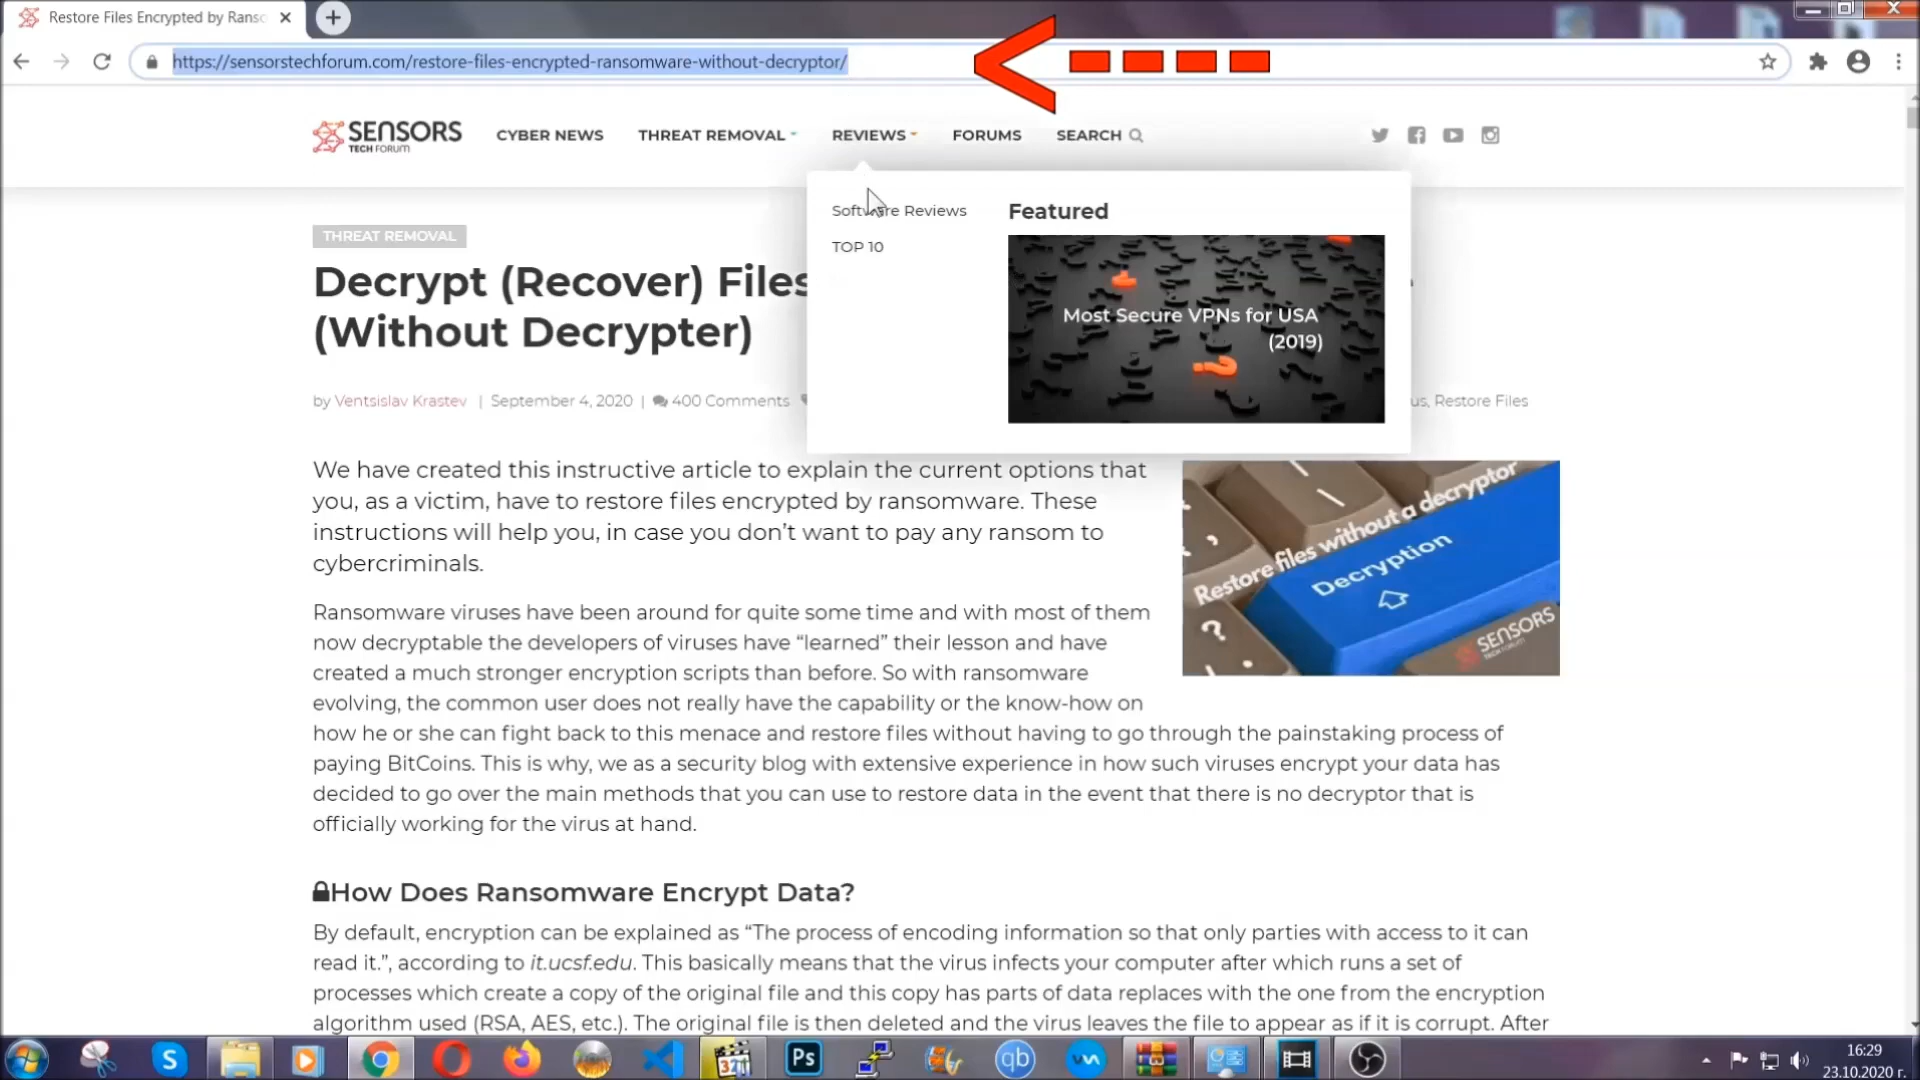 Restore Files Encrypted by Ranso
https://sensorstechforum.com/restore-files-encrypted-ransomware-without-decryptor/
SENSORS
TECH FORUM
CYBER NEWS
THREAT REMOVAL
REVIEWS
FORUMS
SEARCH
Software Reviews
TOP 10
Featured
Most Secure VPNs for USA
(2019)
THREAT REMOVAL
Decrypt (Recover) Files
(Without Decrypter)
by Ventsislav Krastev | September 4, 2020 | 400 Comments
us, Restore Files
We have created this instructive article to explain the current options that
you, as a victim, have to restore files encrypted by ransomware. These
instructions will help you, in case you don’t want to pay any ransom to
cybercriminals.
Restore files without a decryptor
Decryption
SENSORS
Ransomware viruses have been around for quite some time and with most of them
now decryptable the developers of viruses have “learned” their lesson and have
created a much stronger encryption scripts than before. So with ransomware
evolving, the common user does not really have the capability or the know-how on
how he or she can fight back to this menace and restore files without having to go through the painstaking process of
paying BitCoins. This is why, we as a security blog with extensive experience in how such viruses encrypt your data has
decided to go over the main methods that you can use to restore data in the event that there is no decryptor that is
officially working for the virus at hand.
How Does Ransomware Encrypt Data?
By default, encryption can be explained as “The process of encoding information so that only parties with access to it can
read it.”, according to it.ucsf.edu. This basically means that the virus infects your computer after which runs a set of
processes which create a copy of the original file and this copy has parts of data replaces with the one from the encryption
algorithm used (RSA, AES, etc.). The original file is then deleted and the virus leaves the file to appear as if it is corrupt. After
321
Ps
qb
16:29
23.10.2020 г.